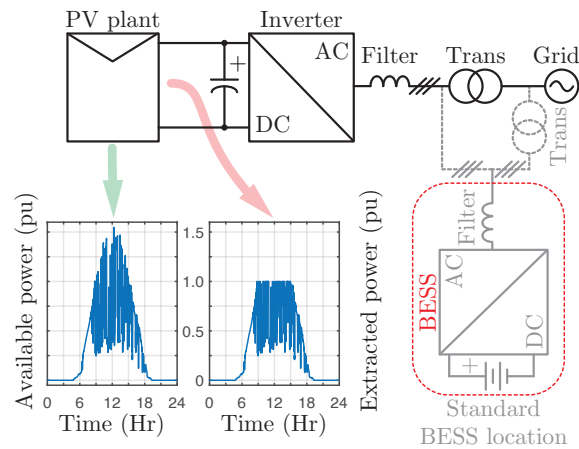 PV plant
Inverter
AC
DC
+
Filter
Trans
Grid
Trans
Available power (pu)
0 6 12 18 24
Time (Hr)
1.5
1.0
0.5
0
0 6 12 18 24
Time (Hr)
Extracted power (pu)
BESS
Filter
AC
DC
+
Standard
BESS location